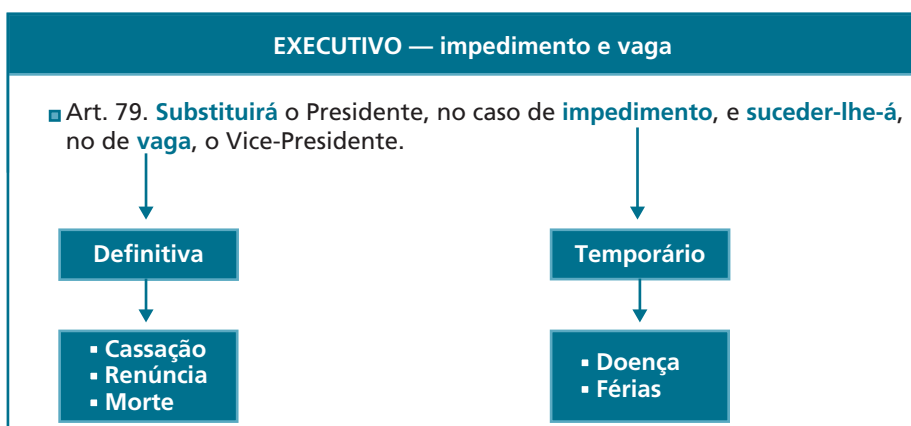 EXECUTIVO — impedimento e vaga
▪ Art. 79. Substituirá o Presidente, no caso de impedimento, e suceder-lhe-á,
no de vaga, o Vice-Presidente.
Definitiva
Temporário
▪ Cassação
▪ Renúncia
▪ Morte
▪ Doença
▪ Férias